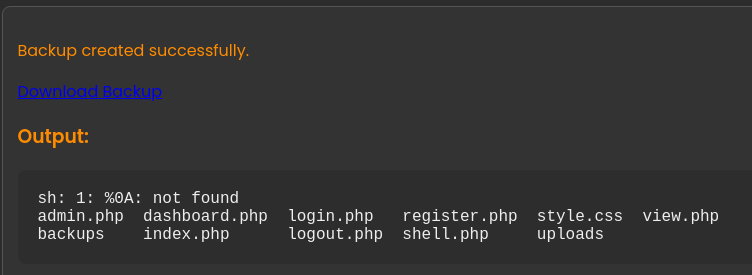 Backup created successfully.
Download Backup
Output:
sh: 1: %0A: not found
admin.php  dashboard.php  login.php   register.php  style.css  view.php
backups    index.php      logout.php  shell.php     uploads